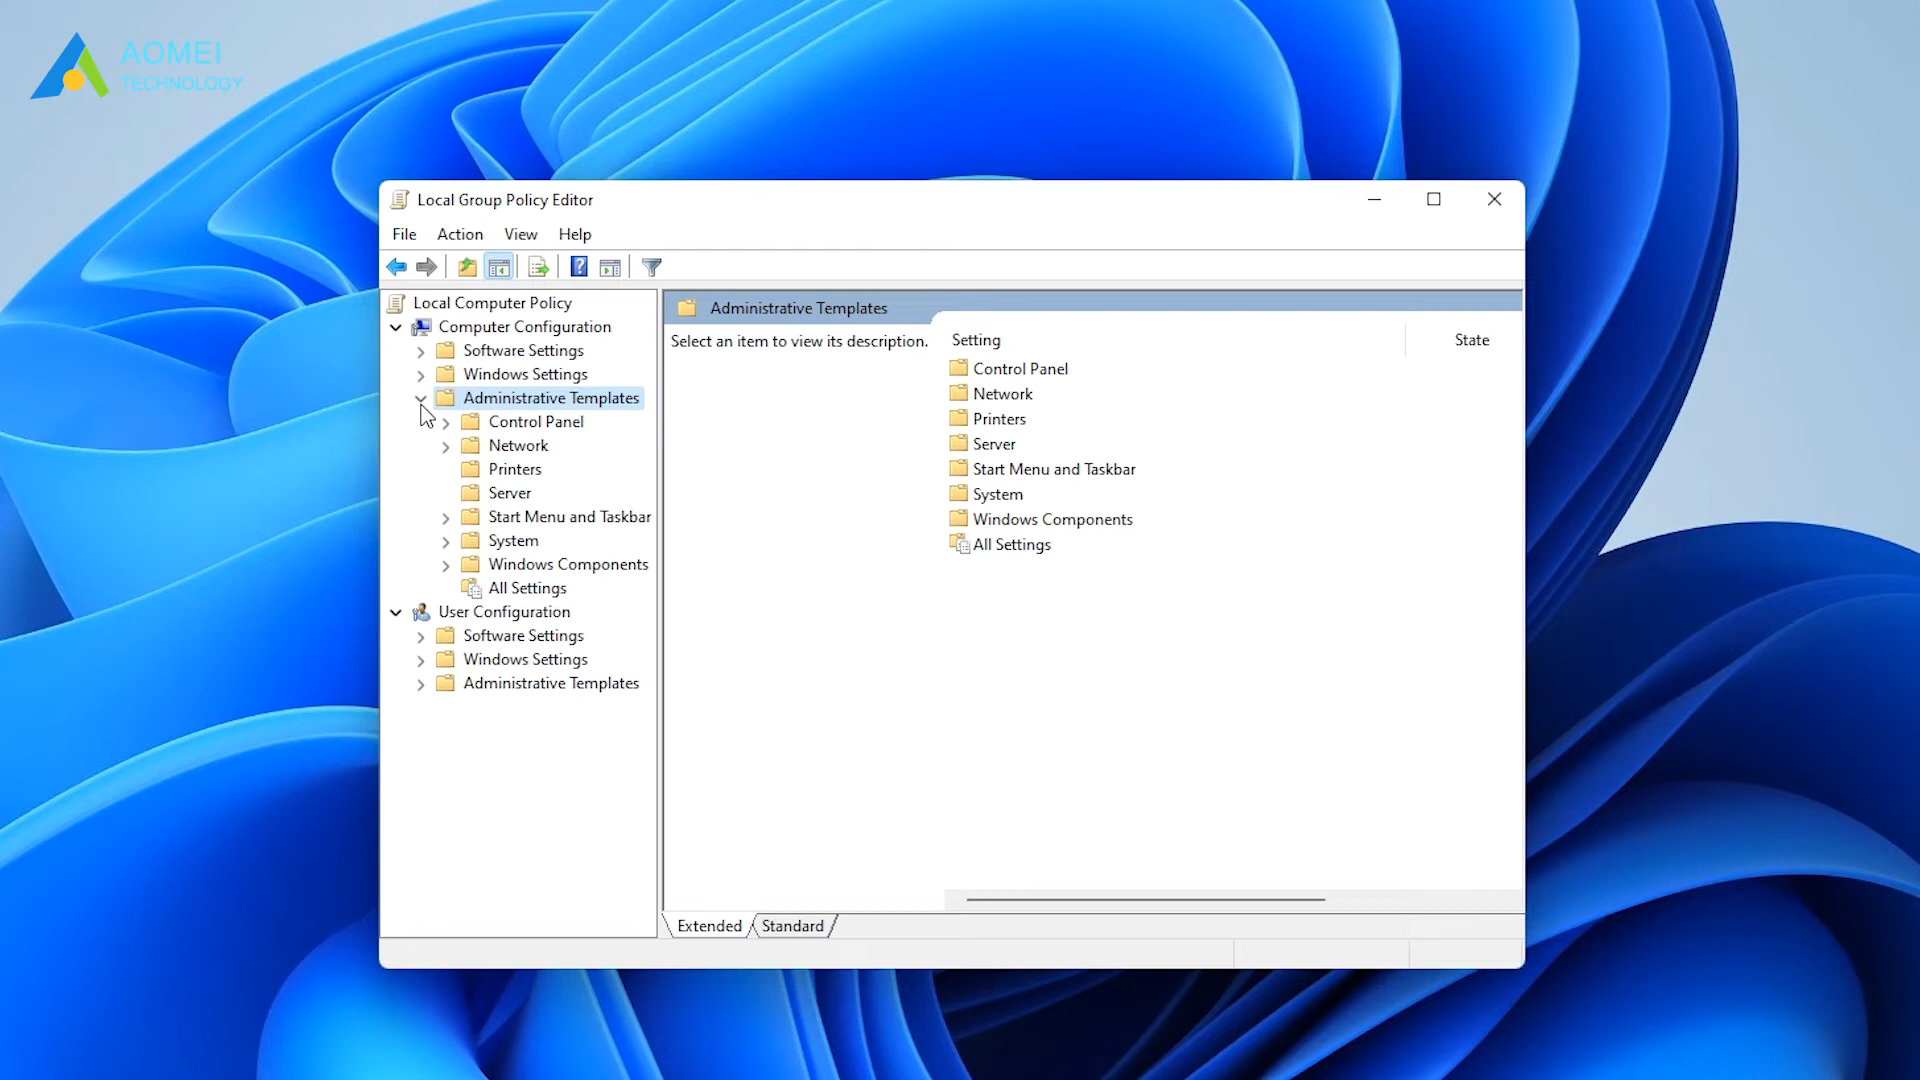 AOMEI
TECHNOLOGY
Local Group Policy Editor
File Action View Help
Local Computer Policy
Computer Configuration
Software Settings
Windows Settings
Administrative Templates
Control Panel
Network
Printers
Server
Start Menu and Taskbar
System
Windows Components
All Settings
User Configuration
Software Settings
Windows Settings
Administrative Templates
Administrative Templates
Select an item to view its description.
Setting State
Control Panel
Network
Printers
Server
Start Menu and Taskbar
System
Windows Components
All Settings
Extended Standard